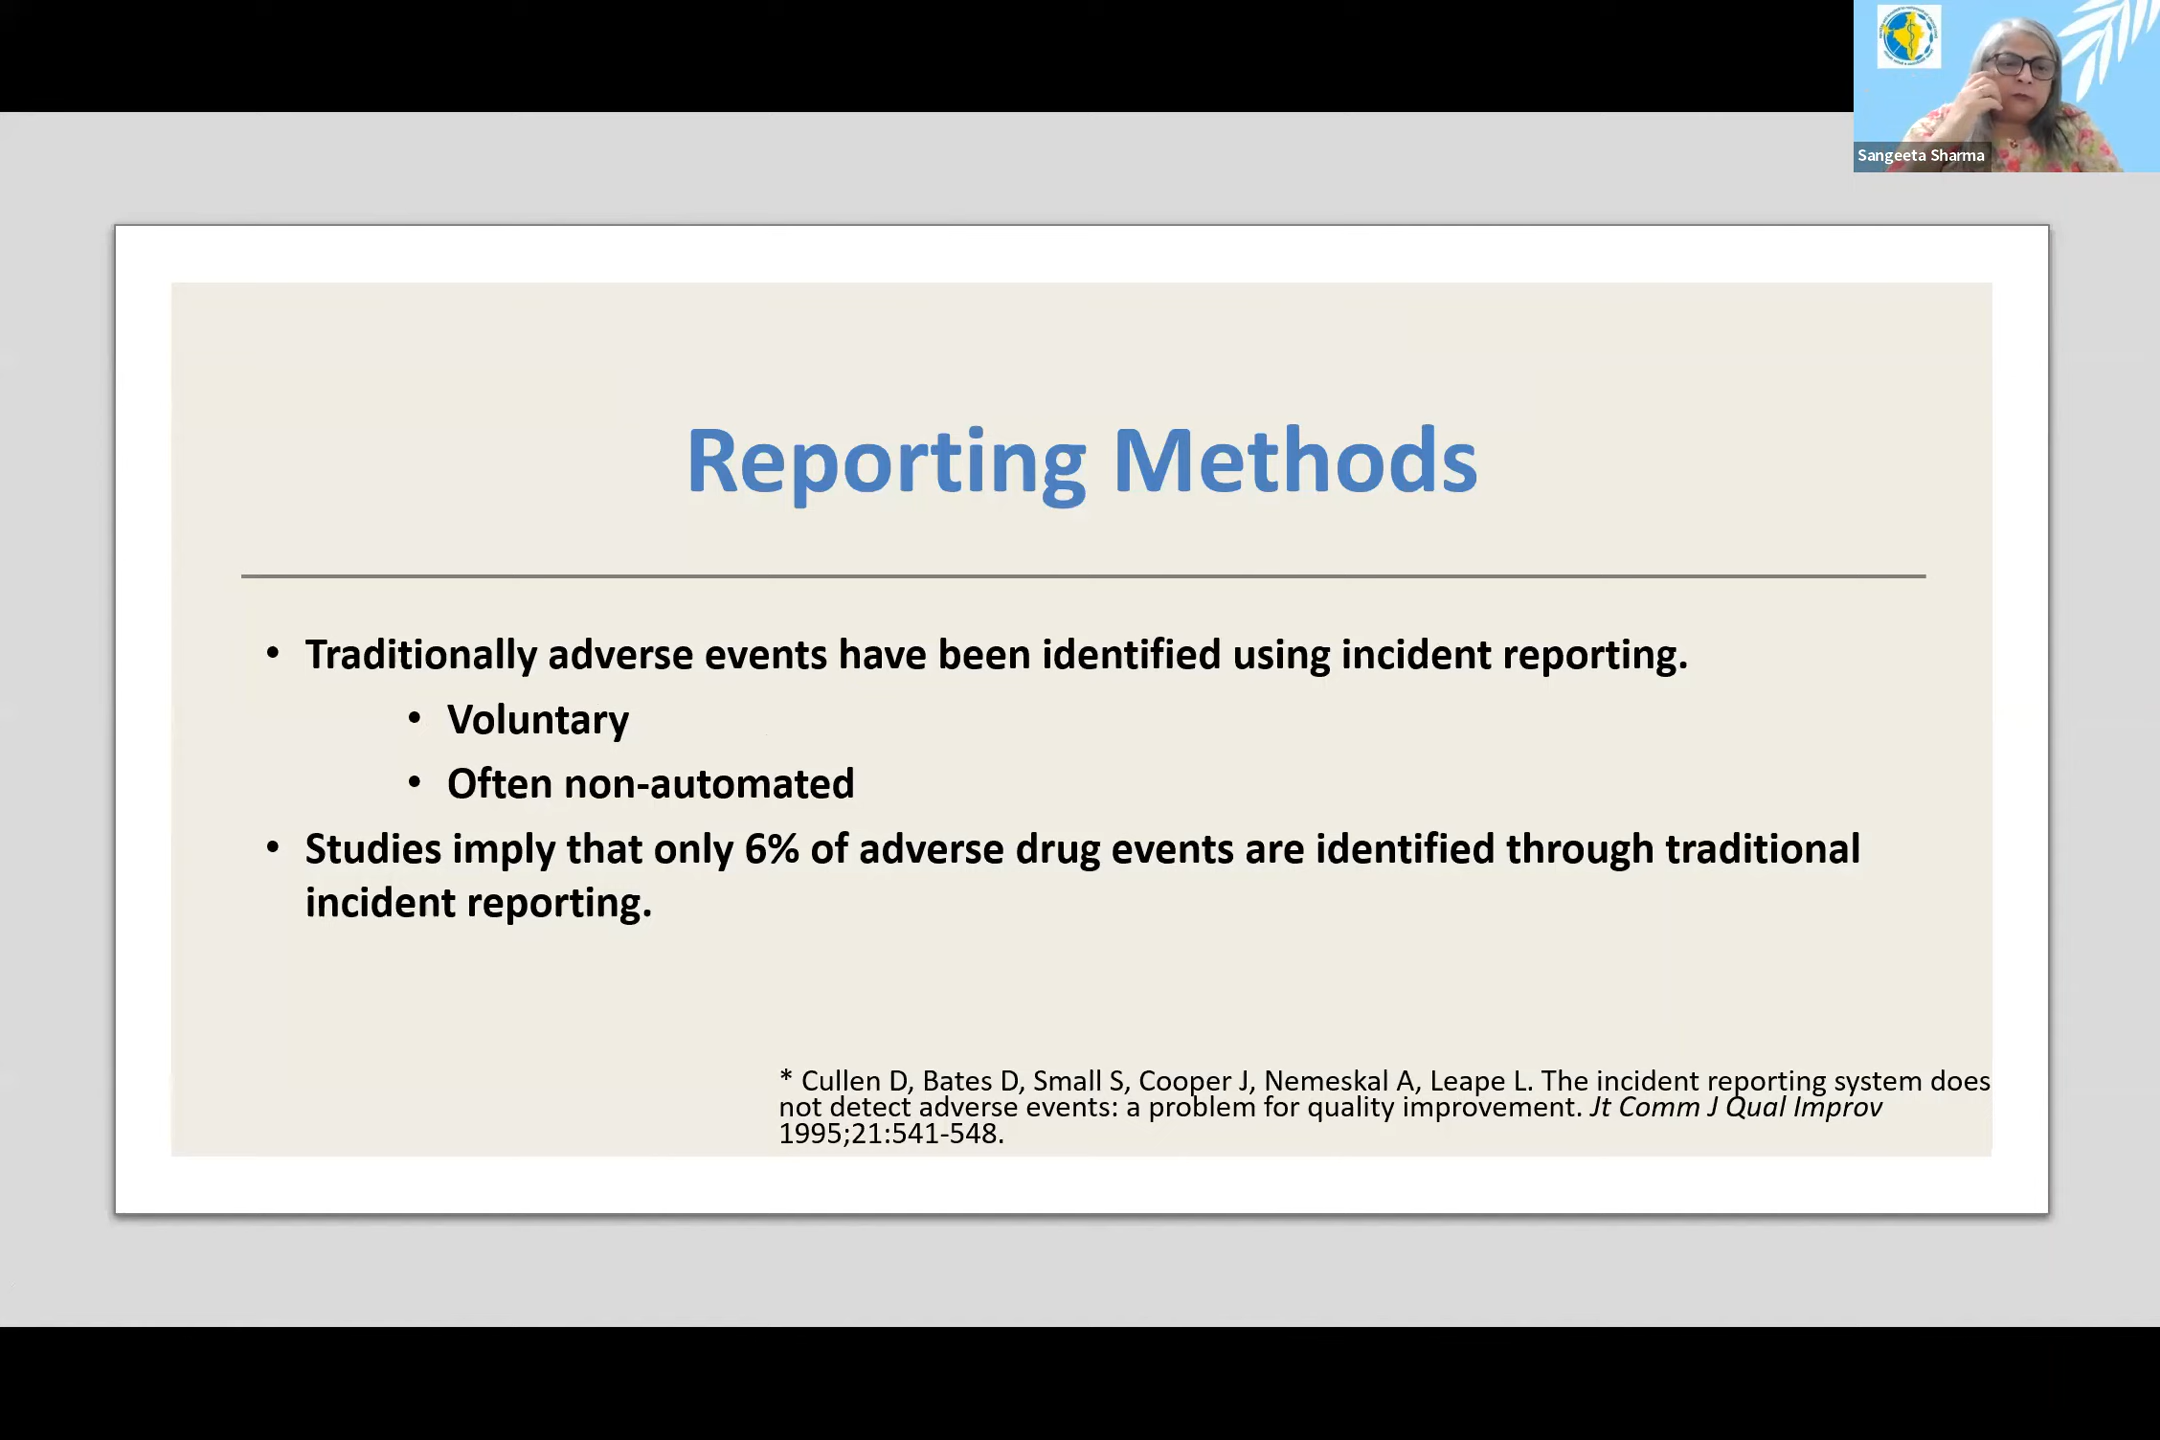 Sangeeta Sharma
Reporting Methods
• Traditionally adverse events have been identified using incident reporting.
• Voluntary
• Often non-automated
• Studies imply that only 6% of adverse drug events are identified through traditional
incident reporting.
* Cullen D, Bates D, Small S, Cooper J, Nemeskal A, Leape L. The incident reporting system does
not detect adverse events: a problem for quality improvement. Jt Comm J Qual Improv
1995;21:541-548.